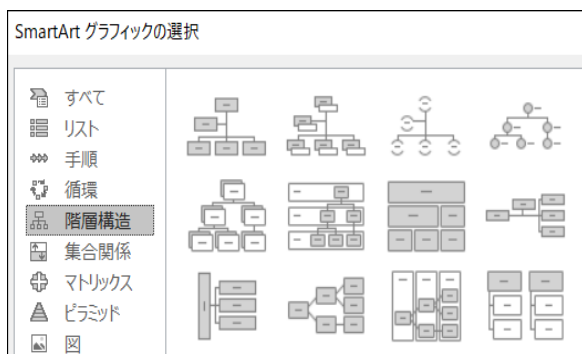 SmartArt グラフィックの選択
すべて
リスト
手順
循環
階層構造
集合関係
マトリックス
ピラミッド
図